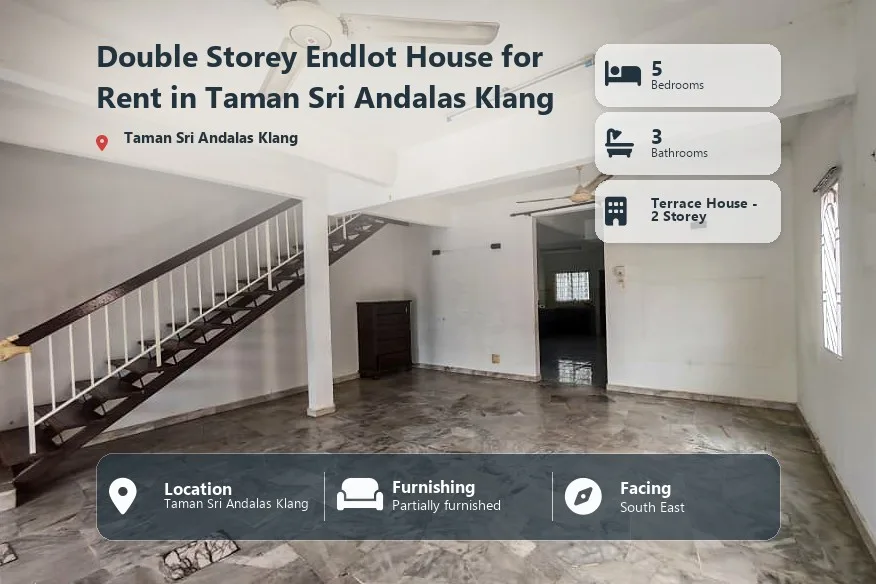 Double Storey Endlot House for
Rent in Taman Sri Andalas Klang
Taman Sri Andalas Klang
5
Bedrooms
3
Bathrooms
Terrace House -
2 Storey
Location
Taman Sri Andalas Klang
Furnishing
Partially furnished
Facing
South East